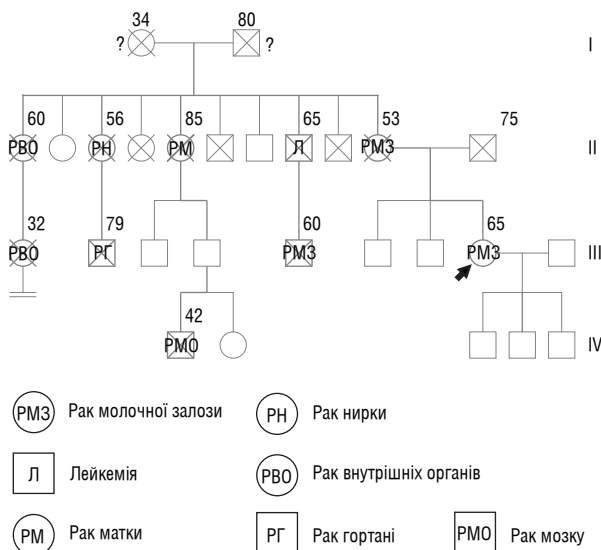 34 80
? ? I
60 56 85 65 53 75
РВО РН РМ Л РМЗ II
32 79 60 65
РВО РГ РМЗ РМЗ III
42
РМО IV
РМЗ Рак молочної залози РН Рак нирки
Л Лейкемія РВО Рак внутрішніх органів
РМ Рак матки РГ Рак гортані РМО Рак мозку